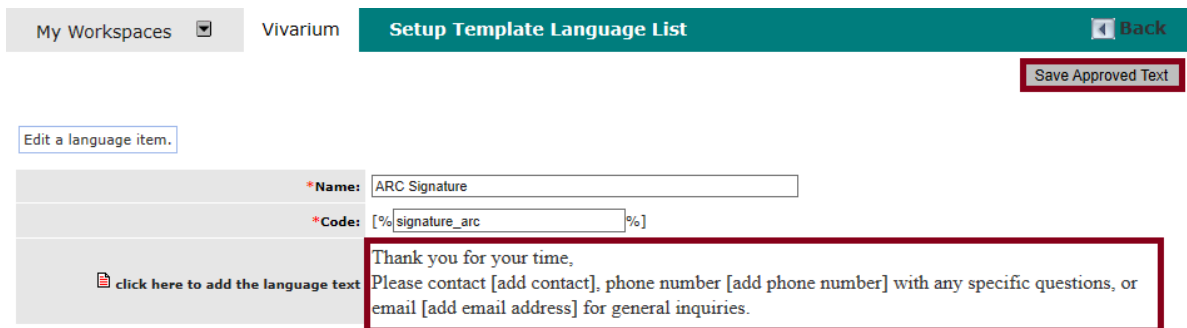 My Workspaces Vivarium Setup Template Language List Back
Save Approved Text
Edit a language item.
*Name: ARC Signature
*Code: [% signature_arc %]
click here to add the language text
Thank you for your time,
Please contact [add contact], phone number [add phone number] with any specific questions, or
email [add email address] for general inquiries.